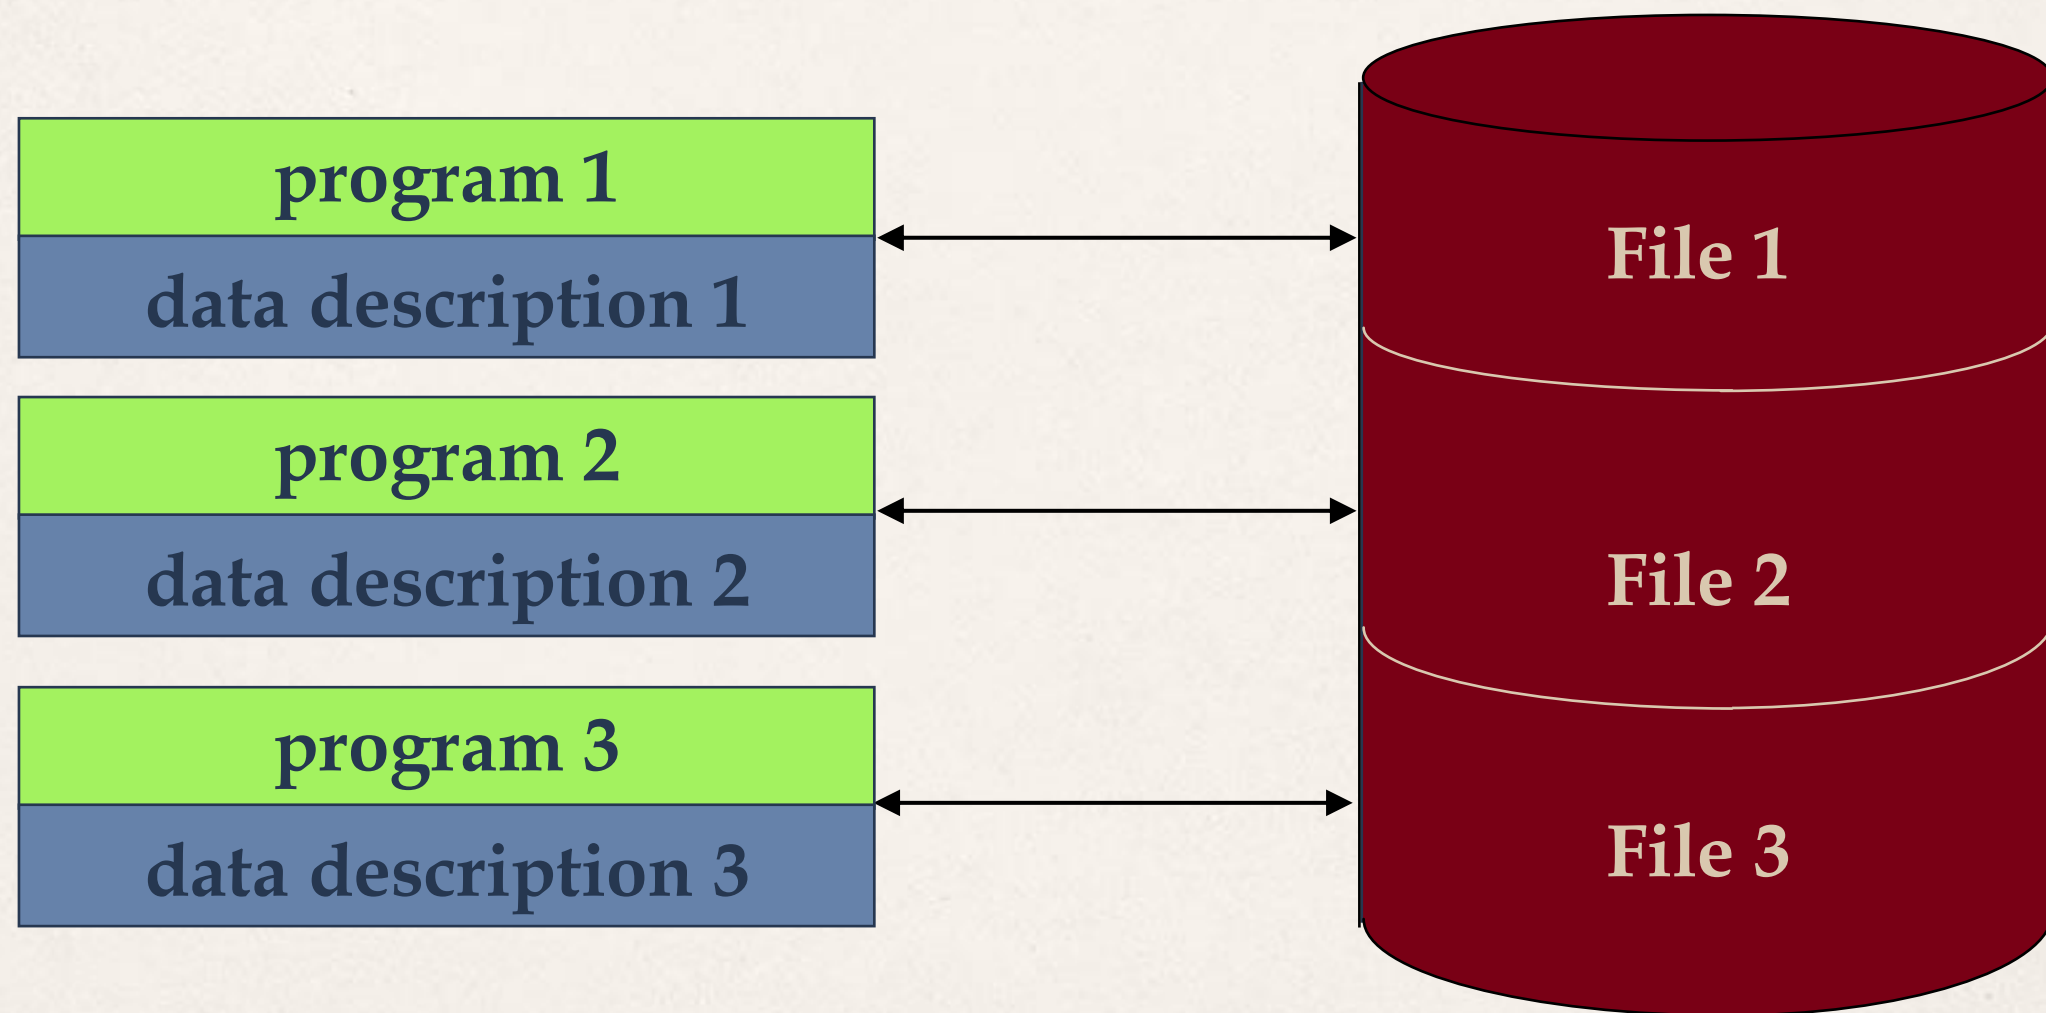 program 1
data description 1
File 1
program 2
data description 2
File 2
program 3
data description 3
File 3